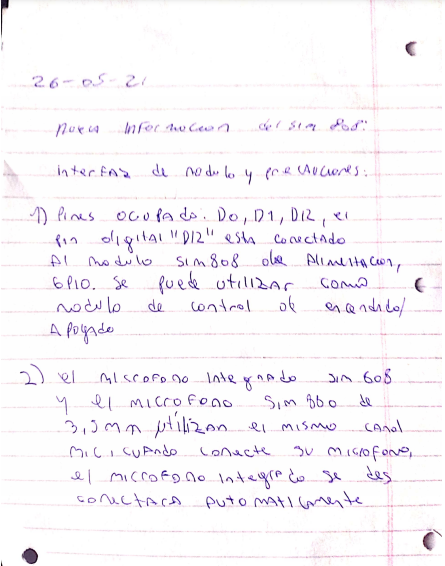 26-05-21
Nueva informacion del sim 808:
interfaz de modulo y precauciones:
1) Pines ocupado. D0, D1, D12, el
pin digital "D12" esta conectado
al modulo sim808 de Alimentacion,
GPIO. Se puede utilizar como
modulo de control de encendido/
Apagado
2) el microfono integrado sim 608
y el microfono sim 800 de
3,5mm utilizan el mismo canal
mic, cuando conecte su microfono,
el microfono integrado se des
conectara automaticamente